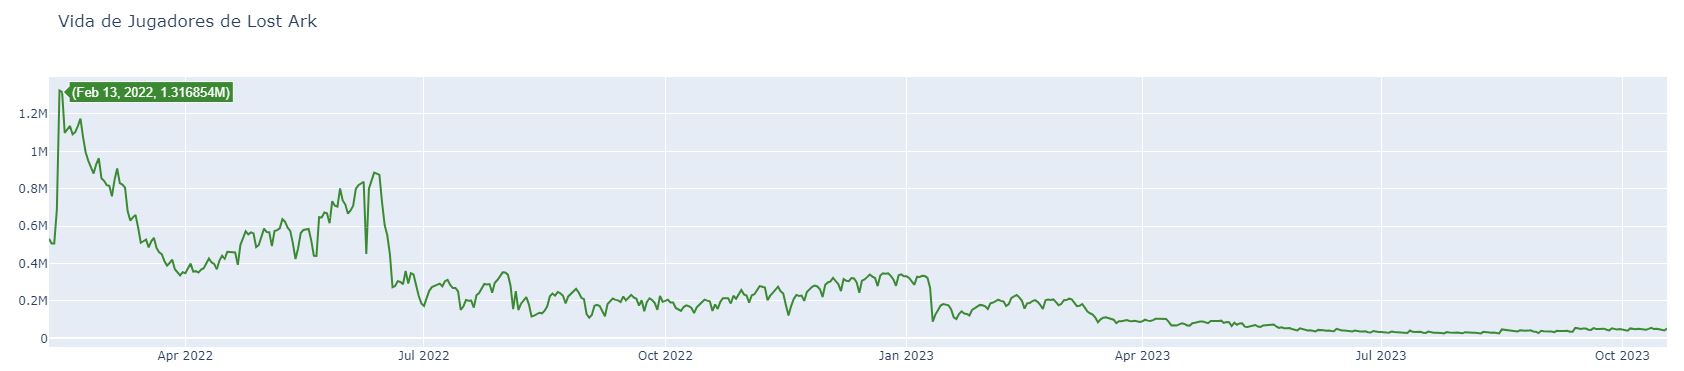 Vida de Jugadores de Lost Ark
(Feb 13, 2022, 1.316854M)
1.2M
1M
0.8M
0.6M
0.4M
0.2M
0
Apr 2022 Jul 2022 Oct 2022 Jan 2023 Apr 2023 Jul 2023 Oct 2023